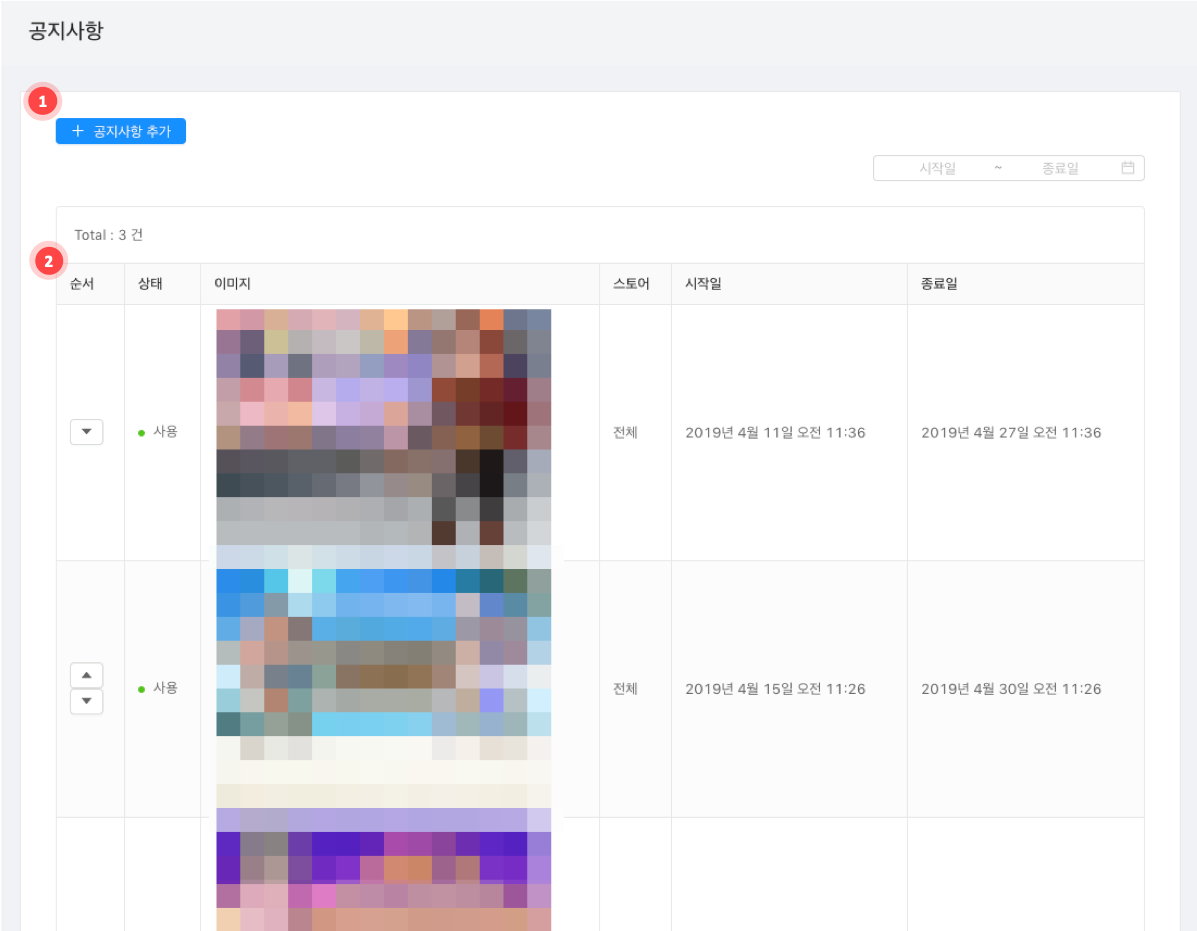 공지사항
1
+ 공지사항 추가
시작일 ~ 종료일
Total : 3 건
2
순서 상태 이미지 스토어 시작일 종료일
사용 전체 2019년 4월 11일 오전 11:36 2019년 4월 27일 오전 11:36
사용 전체 2019년 4월 15일 오전 11:26 2019년 4월 30일 오전 11:26